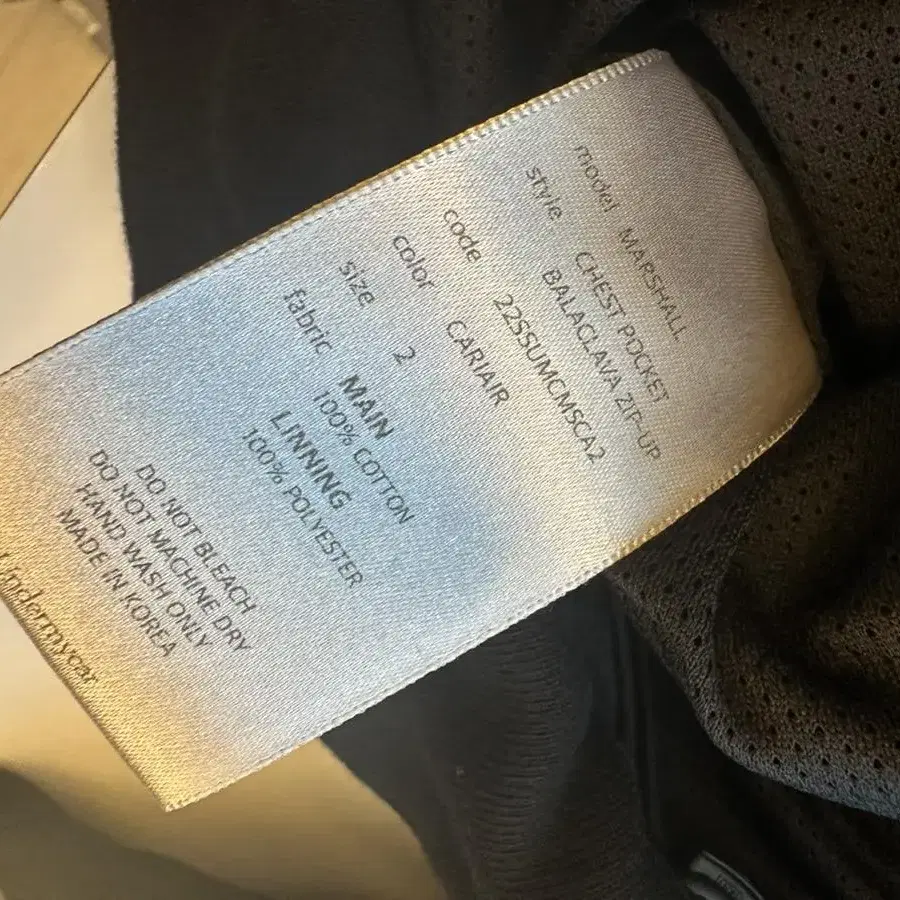 model MARSHALL
style CHEST POCKET
BALACLAVA ZIP-UP
code 22SSUMCMSCA2
color CARIAIR
size 2
fabric MAIN
100% COTTON
LINNING
100% POLYESTER
DO NOT BLEACH
DO NOT MACHINE DRY
HAND WASH ONLY
MADE IN KOREA
Undermycar